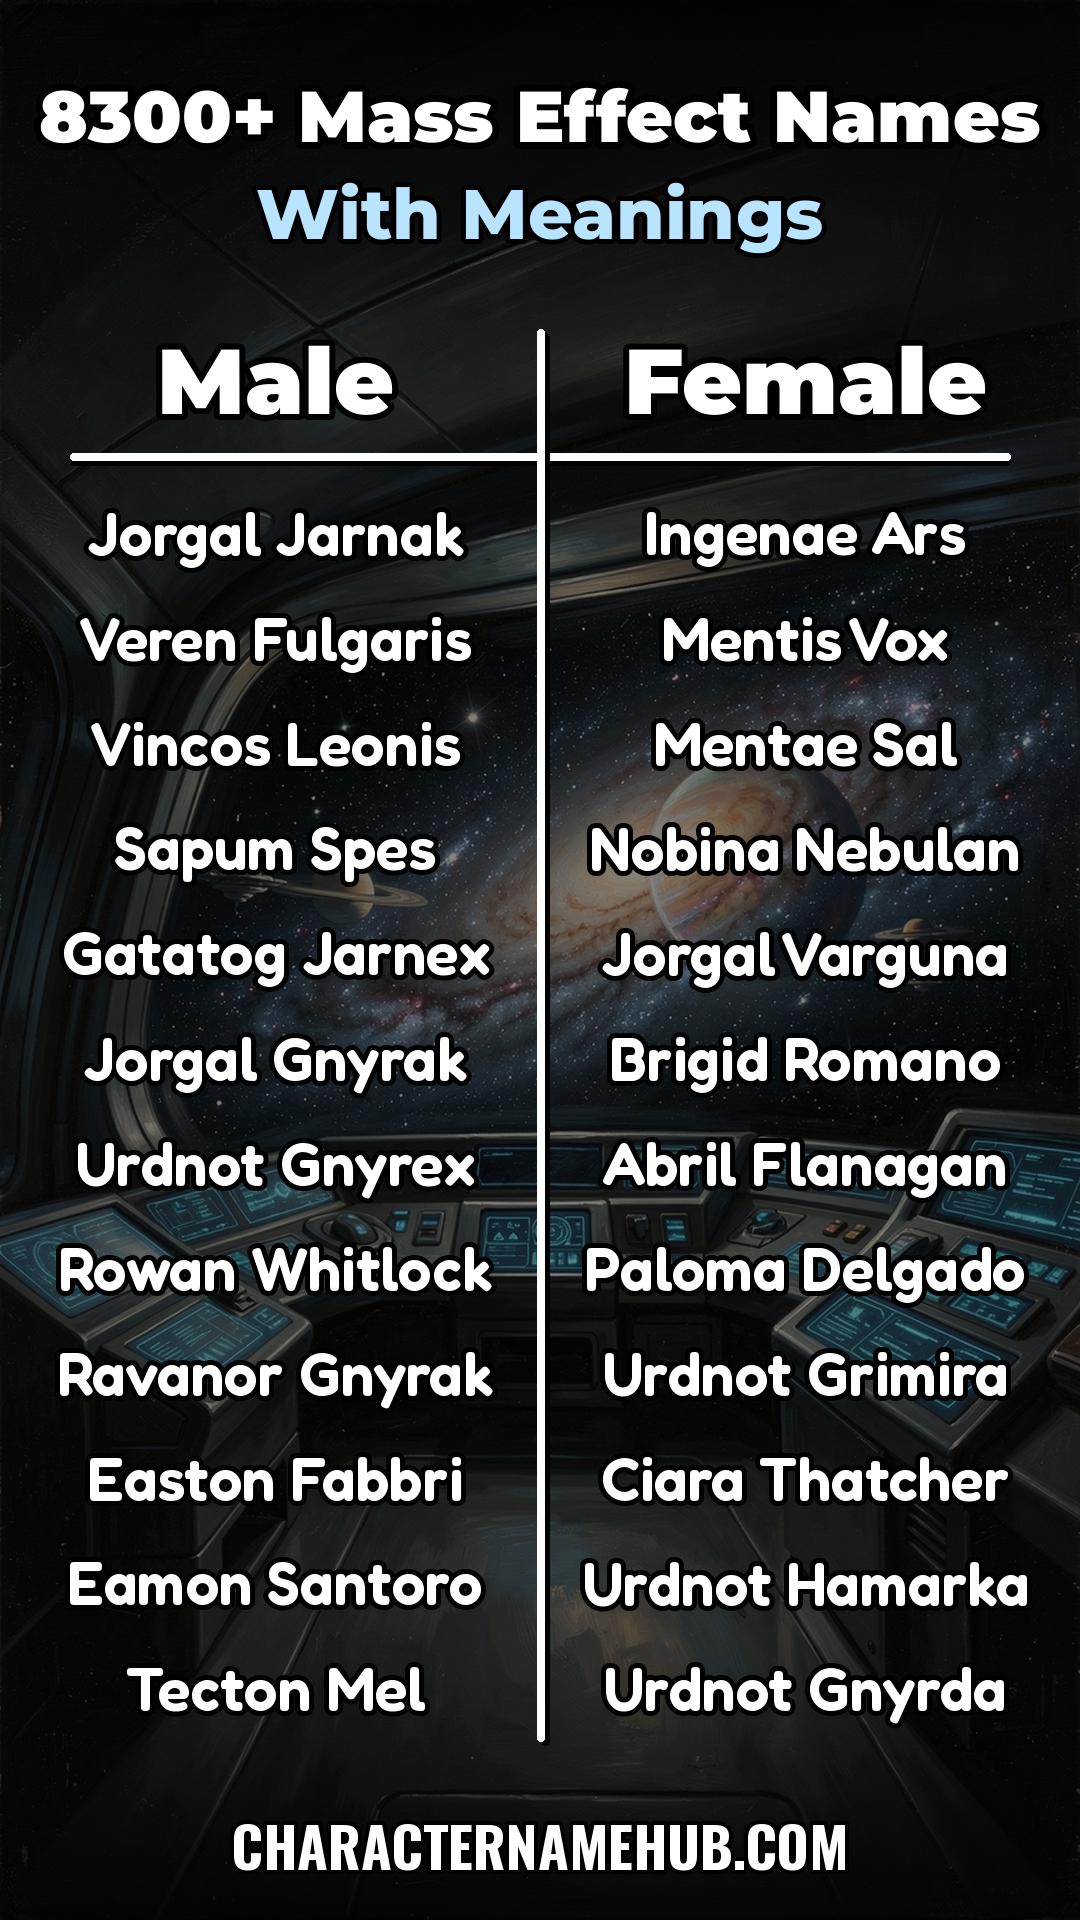 8300+ Mass Effect Names
With Meanings
Male
Female
Jorgal Jarnak
Ingenae Ars
Veren Fulgaris
Mentis Vox
Vincos Leonis
Mentae Sal
Sapum Spes
Nobina Nebulan
Gatatog Jarnex
Jorgal Varguna
Jorgal Gnyrak
Brigid Romano
Urdnot Gnyrex
Abril Flanagan
Rowan Whitlock
Paloma Delgado
Ravanor Gnyrak
Urdnot Grimira
Easton Fabbri
Ciara Thatcher
Eamon Santoro
Urdnot Hamarka
Tecton Mel
Urdnot Gnyrda
CHARACTERNAMEHUB.COM